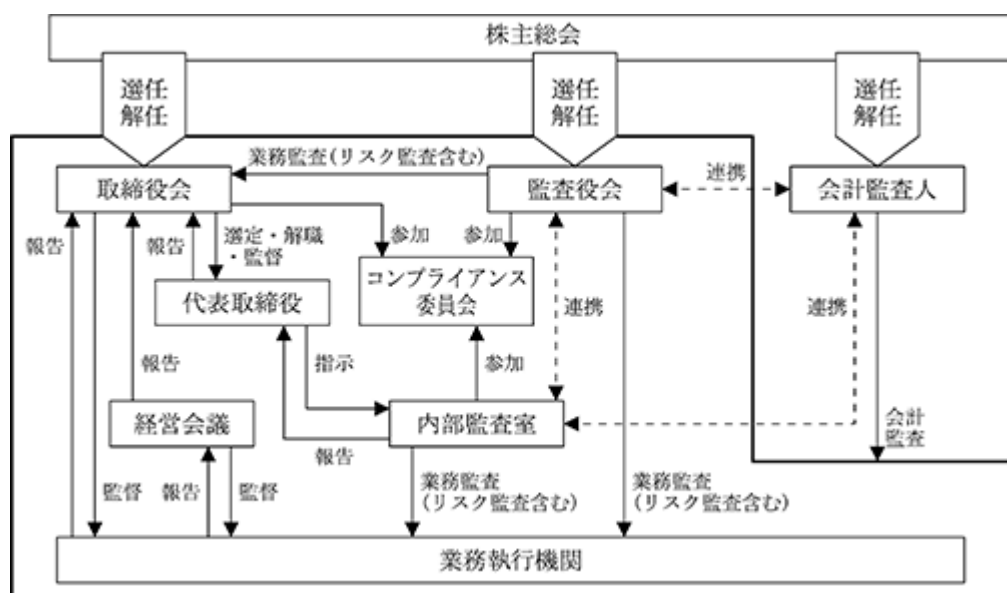 株主総会
選任
解任
選任
解任
選任
解任
業務監査(リスク監査含む)
連携
取締役会
監査役会
会計監査人
報告
報告
選定・解職
・監督
参加
参加
代表取締役
コンプライアンス
委員会
連携
連携
報告
指示
参加
経営会議
内部監査室
会計
監査
報告
監督
報告
監督
業務監査
(リスク監査含む)
業務監査
(リスク監査含む)
業務執行機関